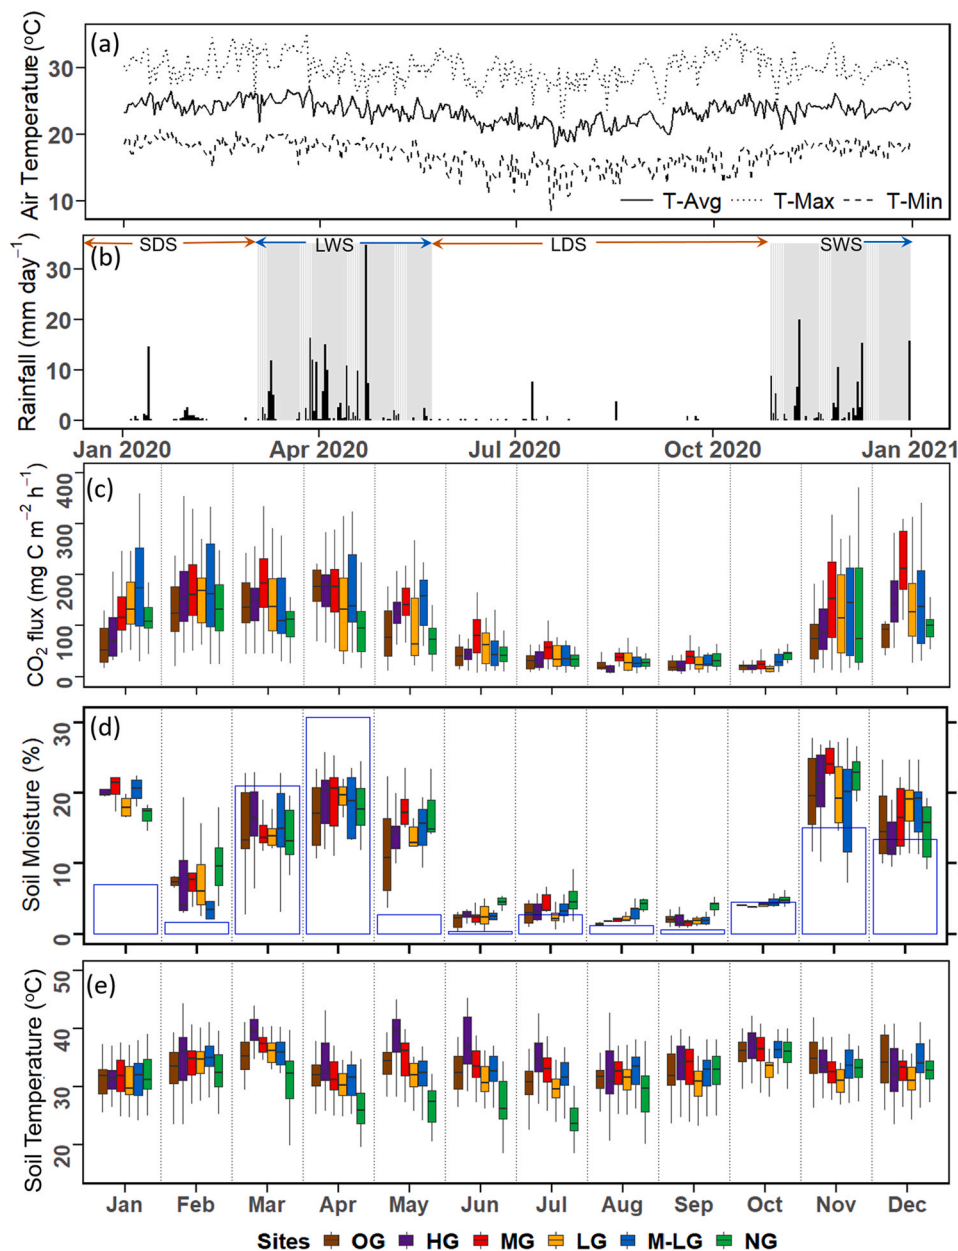 (a)
Air Temperature (°C)
30
20
10
T-Avg T-Max T-Min
SDS LWS LDS SWS
(b)
Rainfall (mm day⁻¹)
30
20
10
0
Jan 2020 Apr 2020 Jul 2020 Oct 2020 Jan 2021
(c)
CO₂ flux (mg C m⁻² h⁻¹)
400
300
200
100
0
(d)
Soil Moisture (%)
30
20
10
0
(e)
Soil Temperature (°C)
50
40
30
20
Jan Feb Mar Apr May Jun Jul Aug Sep Oct Nov Dec
Sites OG HG MG LG M-LG NG